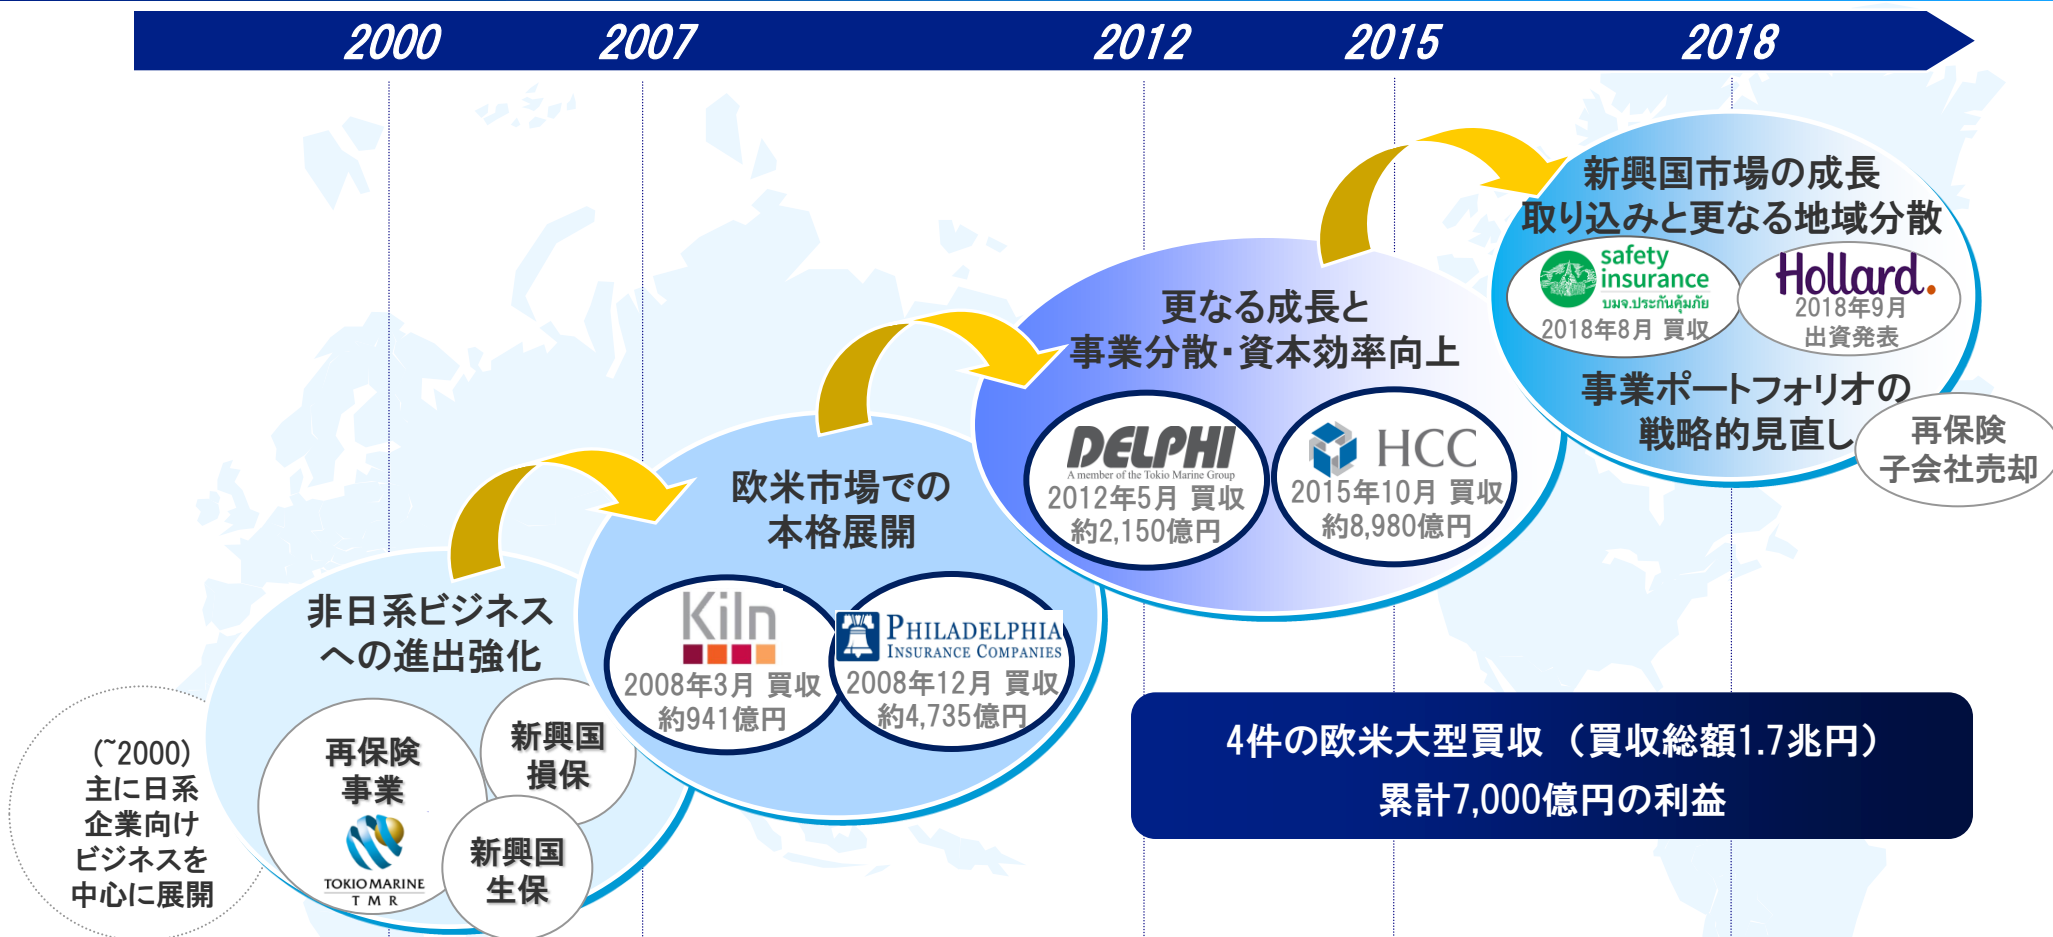 2000
2007
2012
2015
2018
(~2000)
主に日系
企業向け
ビジネスを
中心に展開
非日系ビジネス
への進出強化
再保険
事業
TOKIO MARINE
T M R
新興国
損保
新興国
生保
欧米市場での
本格展開
Kiln
2008年3月 買収
約941億円
PHILADELPHIA
INSURANCE COMPANIES
2008年12月 買収
約4,735億円
更なる成長と
事業分散・資本効率向上
DELPHI
A member of the Tokio Marine Group
2012年5月 買収
約2,150億円
HCC
2015年10月 買収
約8,980億円
新興国市場の成長
取り込みと更なる地域分散
safety
insurance
บมจ.ประกันคุ้มภัย
2018年8月 買収
Hollard.
2018年9月
出資発表
事業ポートフォリオの
戦略的見直し
再保険
子会社売却
4件の欧米大型買収 （買収総額1.7兆円）
累計7,000億円の利益